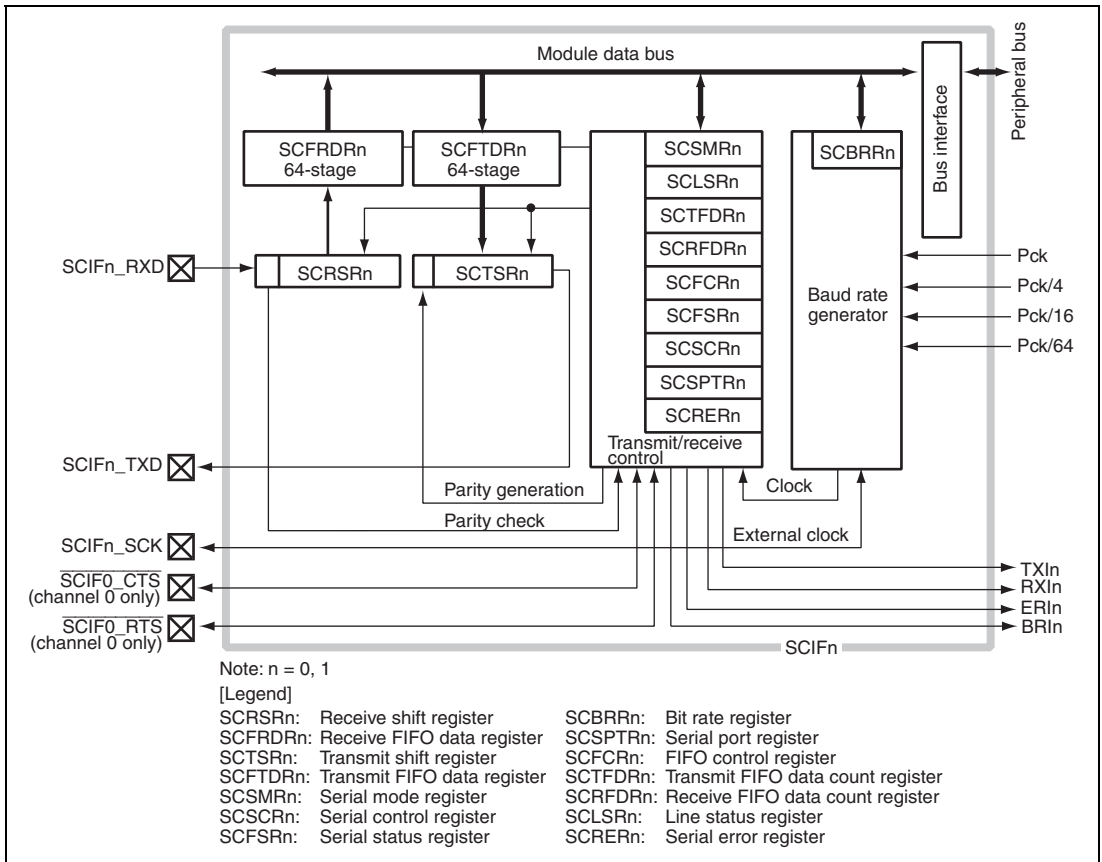 Module data bus
Bus interface
Peripheral bus
SCFRDRn
64-stage
SCFTDRn
64-stage
SCSMRn
SCLSRn
SCTFDRn
SCRFDRn
SCFCRn
SCFSRn
SCSCRn
SCSPTRn
SCRERn
Transmit/receive
control
SCBRRn
Baud rate
generator
Pck
Pck/4
Pck/16
Pck/64
SCIFn_RXD
SCRSRn
SCTSRn
SCIFn_TXD
Parity generation
Parity check
Clock
External clock
SCIFn_SCK
SCIF0_CTS
(channel 0 only)
SCIF0_RTS
(channel 0 only)
TXIn
RXIn
ERIn
BRIn
SCIFn
Note: n = 0, 1
[Legend]
SCRSRn: Receive shift register
SCFRDRn: Receive FIFO data register
SCTSRn: Transmit shift register
SCFTDRn: Transmit FIFO data register
SCSMRn: Serial mode register
SCSCRn: Serial control register
SCFSRn: Serial status register
SCBRRn: Bit rate register
SCSPTRn: Serial port register
SCFCRn: FIFO control register
SCTFDRn: Transmit FIFO data count register
SCRFDRn: Receive FIFO data count register
SCLSRn: Line status register
SCRERn: Serial error register